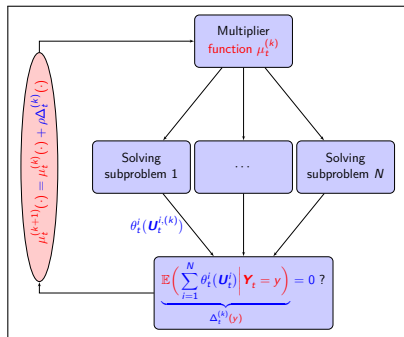 Multiplier
function μ_t^{(k)}
μ_t^{(k+1)}(·) = μ_t^{(k)}(·) + ρΔ_t^{(k)}(·)
Solving
subproblem 1
...
Solving
subproblem N
θ_t^i(U_t^{i,(k)})
𝔼(∑_{i=1}^{N} θ_t^i(U_t^i) | Y_t = y) = 0 ?
Δ_t^{(k)}(y)